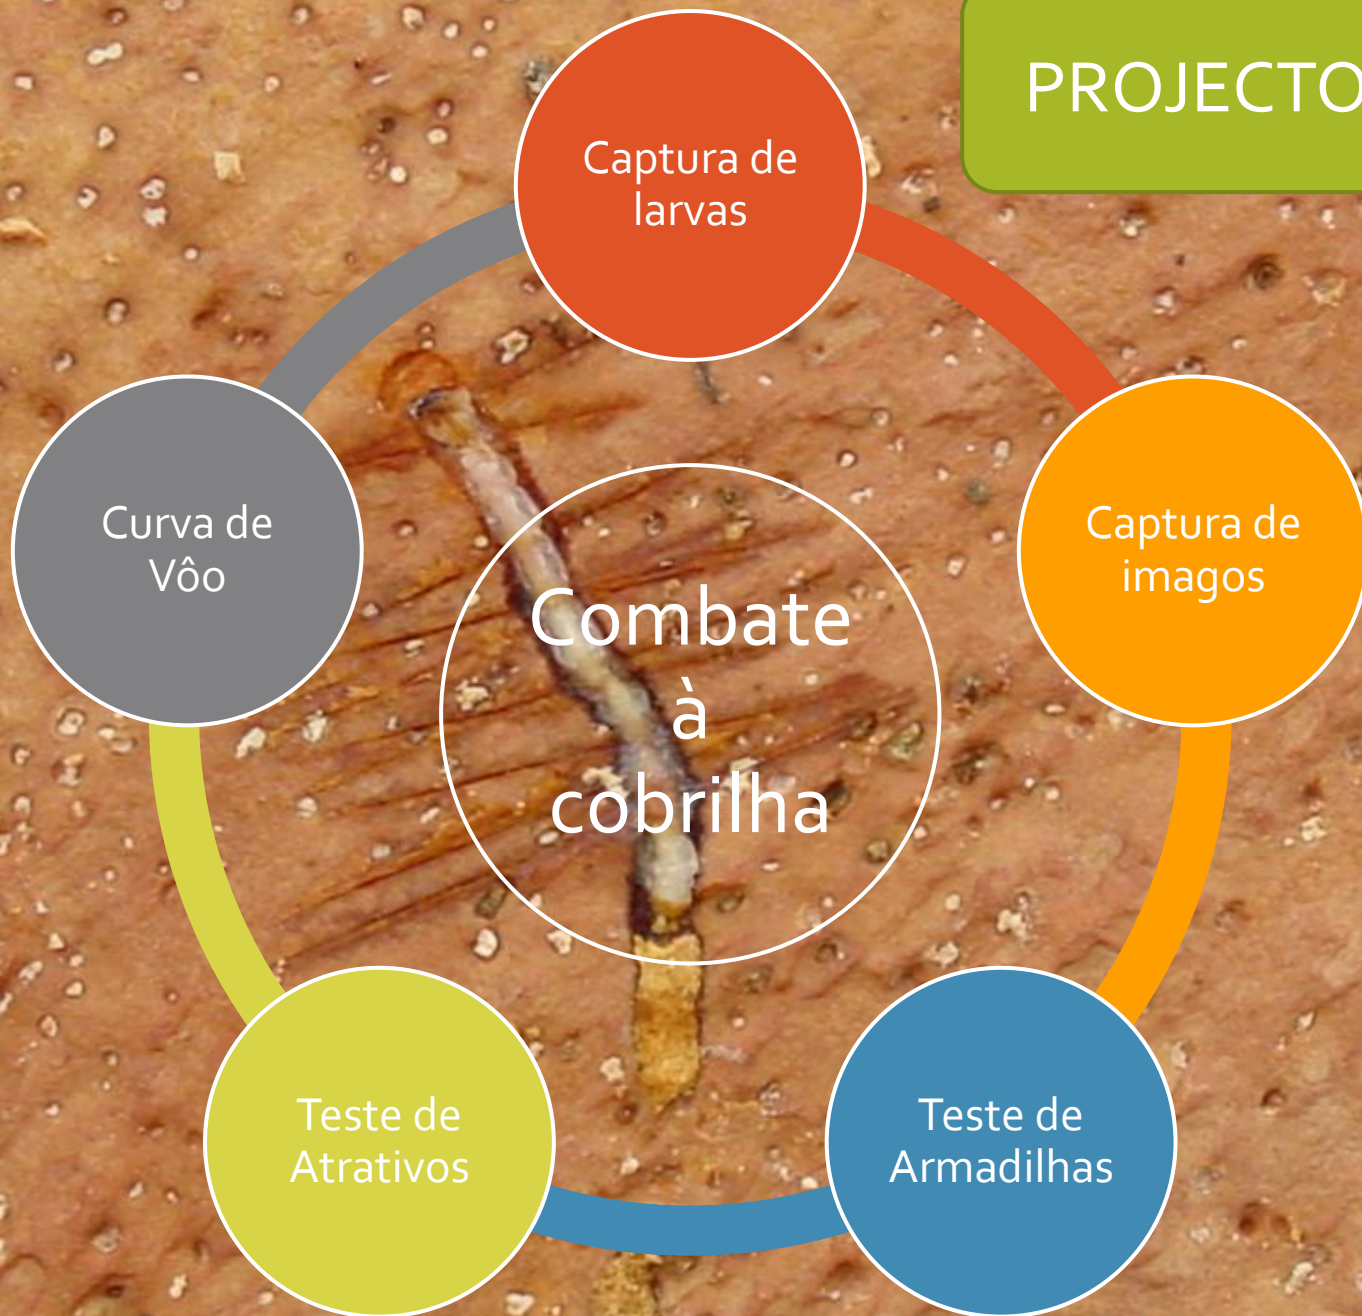 PROJECTO
Captura de
larvas
Captura de
imagos
Teste de
Armadilhas
Teste de
Atrativos
Curva de
Vôo
Combate
à
cobrilha